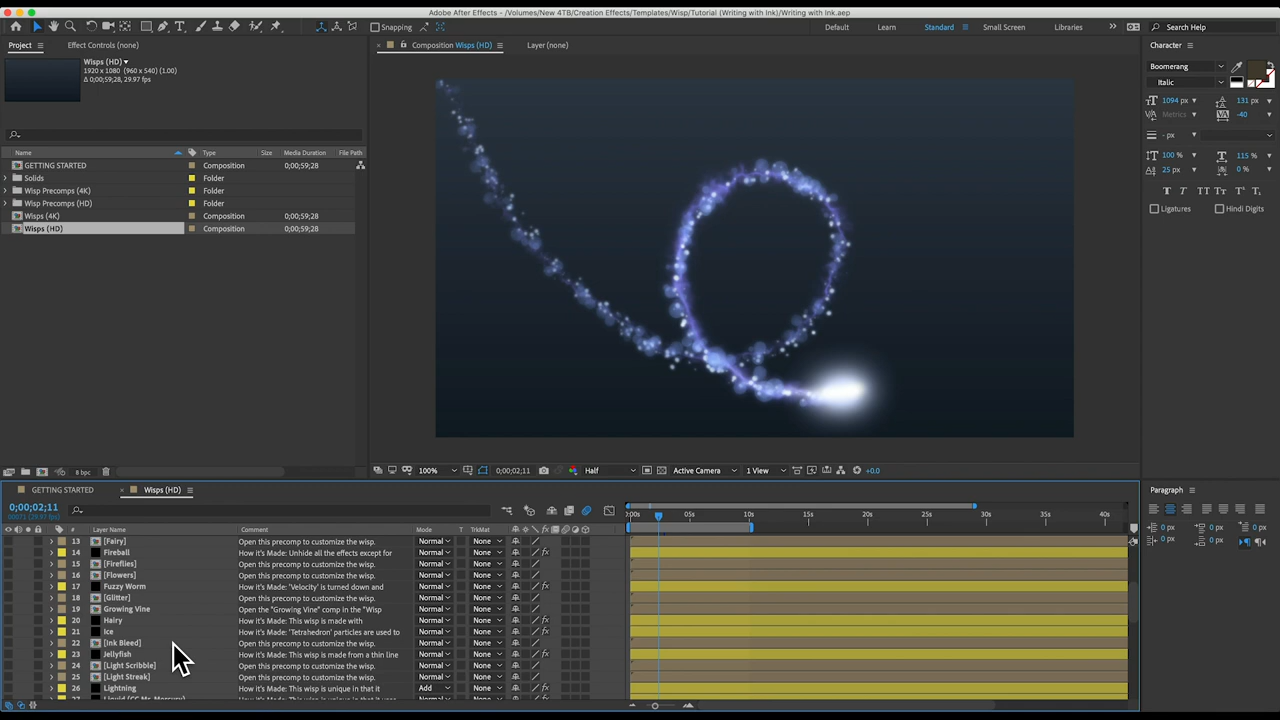 Adobe After Effects - /Volumes/New 4TB/Creation Effects/Templates/Wisp/Tutorial (Writing with Ink)/Writing with Ink.aep
Snapping
Default Learn Standard Small Screen Libraries Search Help
Project Effect Controls (none)
Composition Wisps (HD) Layer (none)
Character
Wisps (HD)
1920 x 1080 (960 x 540) (1.00)
Δ 0;00;59;28, 29.97 fps
Boomerang
Italic
1094 px 131 px
Metrics -40
- px
100 % 115 %
25 px 0 %
Ligatures Hindi Digits
Name Type Size Media Duration File Path
GETTING STARTED Composition 0;00;59;28
Solids Folder
Wisp Precomps (4K) Folder
Wisp Precomps (HD) Folder
Wisps (4K) Composition 0;00;59;28
Wisps (HD) Composition 0;00;59;28
8 bpc
100% 0;00;02;11 Half Active Camera 1 View +0.0
GETTING STARTED Wisps (HD)
Paragraph
0;00;02;11
00071 (29.97 fps)
0:00s 05s 10s 15s 20s 25s 30s 35s 40s
# Layer Name Comment Mode T TrkMat
0 px 0 px
0 px 0 px
13 [Fairy] Open this precomp to customize the wisp. Normal None
14 Fireball How it's Made: Unhide all the effects except for Normal None
15 [Fireflies] Open this precomp to customize the wisp. Normal None
16 [Flowers] Open this precomp to customize the wisp. Normal None
17 Fuzzy Worm How it's Made: 'Velocity' is turned down and Normal None
18 [Glitter] Open this precomp to customize the wisp. Normal None
19 Growing Vine Open the "Growing Vine" comp in the "Wisp Normal None
20 Hairy How it's Made: This wisp is made with Normal None
21 Ice How it's Made: 'Tetrahedron' particles are used to Normal None
22 [Ink Bleed] Open this precomp to customize the wisp. Normal None
23 Jellyfish How it's Made: This wisp is made from a thin line Normal None
24 [Light Scribble] Open this precomp to customize the wisp. Normal None
25 [Light Streak] Open this precomp to customize the wisp. Normal None
26 Lightning How it's Made: This wisp is unique in that it Add None